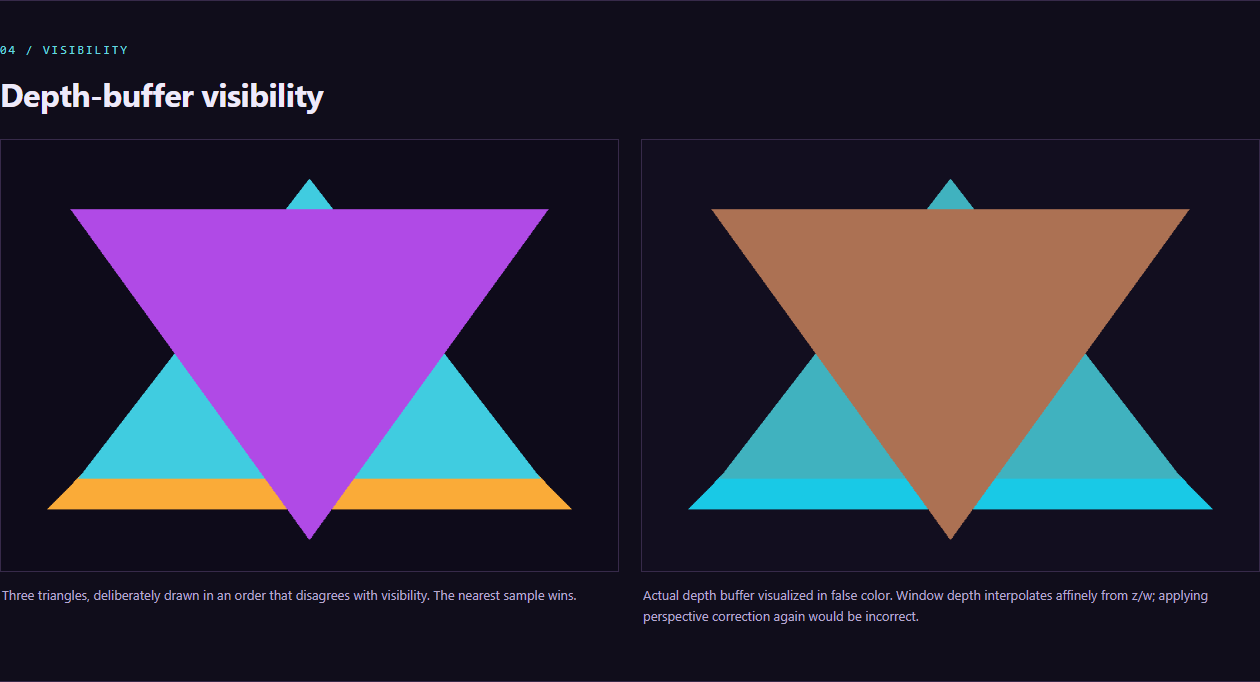 04 / VISIBILITY
Depth-buffer visibility
Three triangles, deliberately drawn in an order that disagrees with visibility. The nearest sample wins.
Actual depth buffer visualized in false color. Window depth interpolates affinely from z/w; applying
perspective correction again would be incorrect.